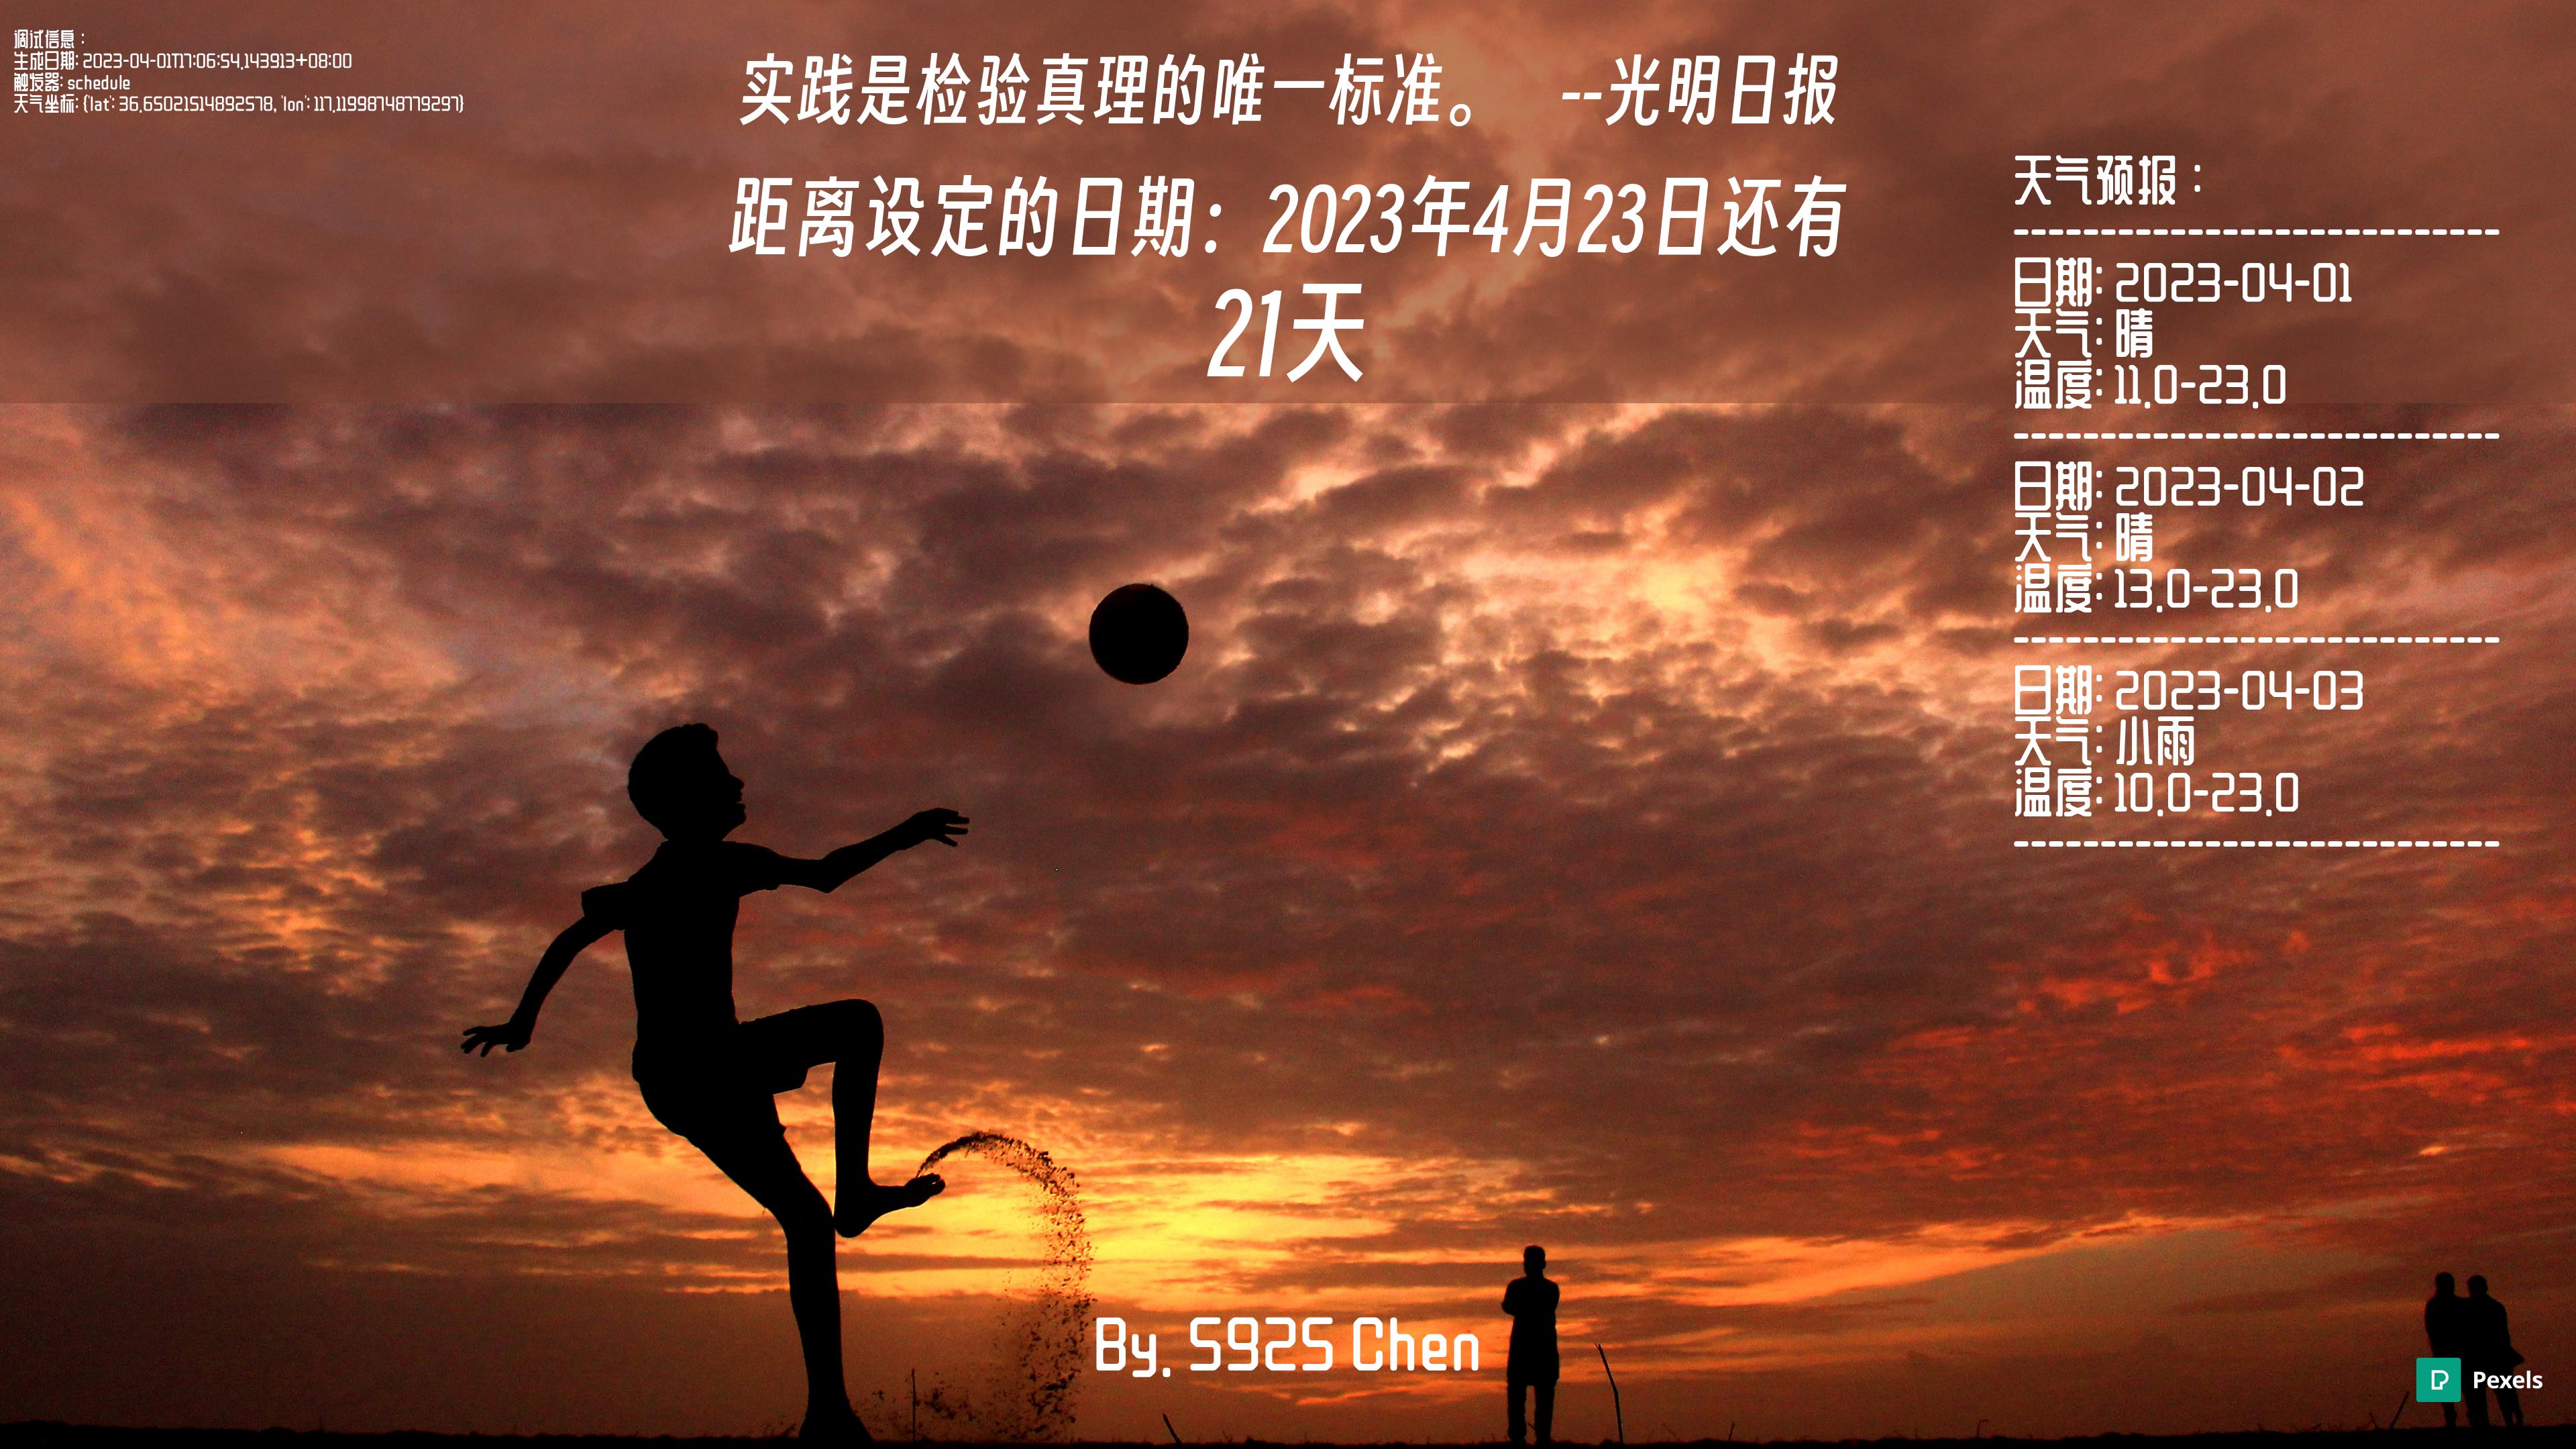 调试信息：
生成日期: 2023-04-01T17:06:54.143913+08:00
触发器: schedule
天气坐标: {'lat': 36.65021514892578, 'lon': 117.11998748779297}
实践是检验真理的唯一标准。 --光明日报
距离设定的日期：2023年4月23日还有
21天
天气预报：
----------------------------
日期: 2023-04-01
天气: 晴
温度: 11.0-23.0
----------------------------
日期: 2023-04-02
天气: 晴
温度: 13.0-23.0
----------------------------
日期: 2023-04-03
天气: 小雨
温度: 10.0-23.0
----------------------------
By. S925 Chen
Pexels